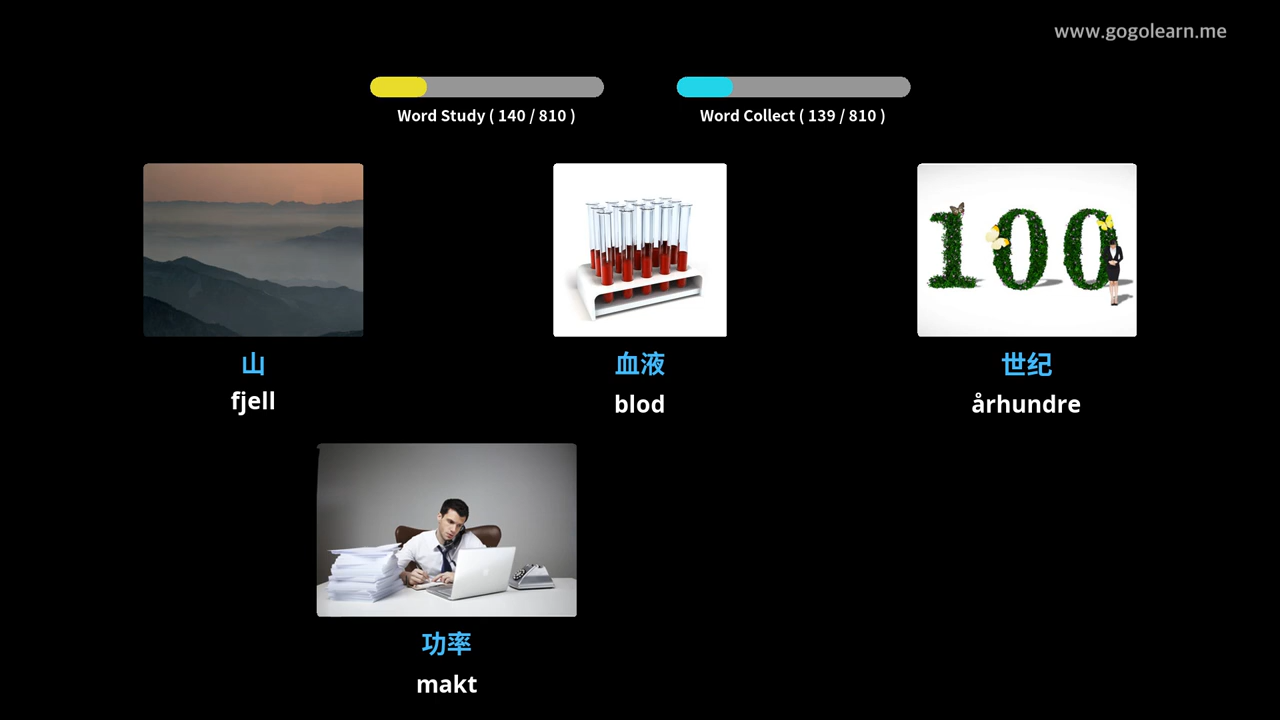 www.gogolearn.me
Word Study ( 140 / 810 )
Word Collect ( 139 / 810 )
100
山
fjell
血液
blod
世纪
århundre
功率
makt